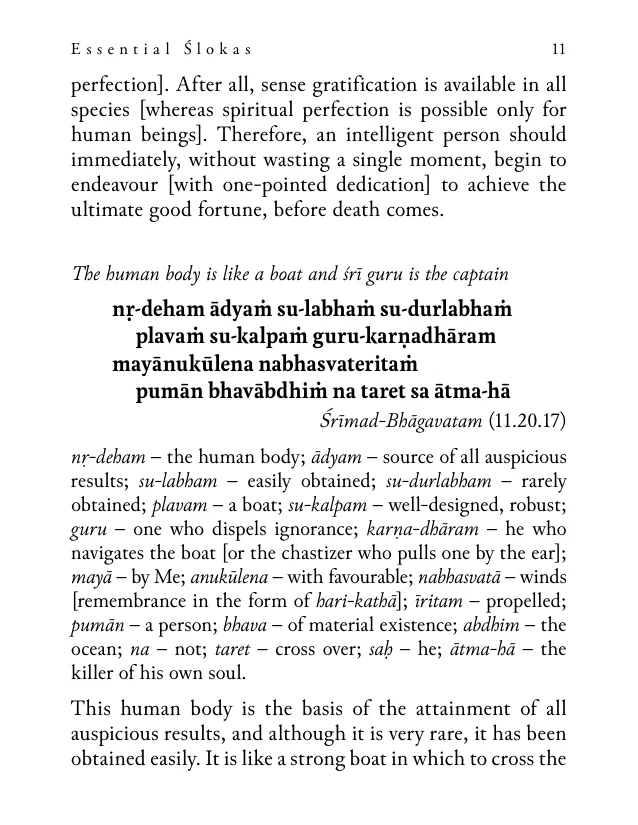 Essential Ślokas 11
perfection]. After all, sense gratification is available in all
species [whereas spiritual perfection is possible only for
human beings]. Therefore, an intelligent person should
immediately, without wasting a single moment, begin to
endeavour [with one-pointed dedication] to achieve the
ultimate good fortune, before death comes.
The human body is like a boat and śrī guru is the captain
nṛ-deham ādyaṁ su-labhaṁ su-durlabhaṁ
plavaṁ su-kalpaṁ guru-karṇadhāram
mayānukūlena nabhasvateritaṁ
pumān bhavābdhiṁ na taret sa ātma-hā
Śrīmad-Bhāgavatam (11.20.17)
nṛ-deham – the human body; ādyam – source of all auspicious
results; su-labham – easily obtained; su-durlabham – rarely
obtained; plavam – a boat; su-kalpam – well-designed, robust;
guru – one who dispels ignorance; karṇa-dhāram – he who
navigates the boat [or the chastizer who pulls one by the ear];
mayā – by Me; anukūlena – with favourable; nabhasvatā – winds
[remembrance in the form of hari-kathā]; īritam – propelled;
pumān – a person; bhava – of material existence; abdhim – the
ocean; na – not; taret – cross over; saḥ – he; ātma-hā – the
killer of his own soul.
This human body is the basis of the attainment of all
auspicious results, and although it is very rare, it has been
obtained easily. It is like a strong boat in which to cross the